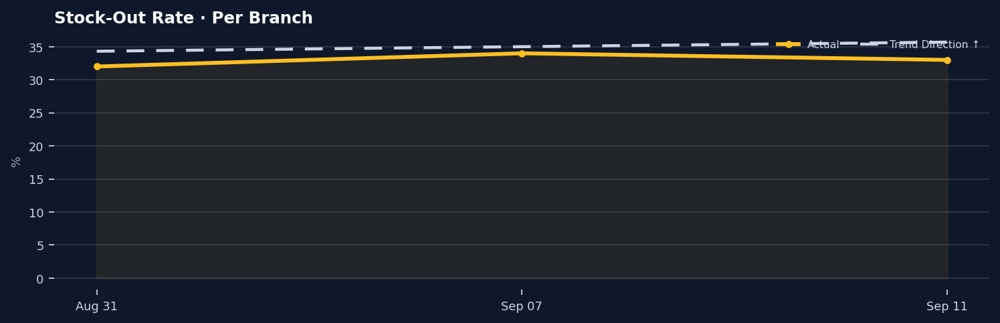 Stock-Out Rate · Per Branch
Actual
Trend Direction ↑
35
30
25
20
15
10
5
0
%
Aug 31
Sep 07
Sep 11